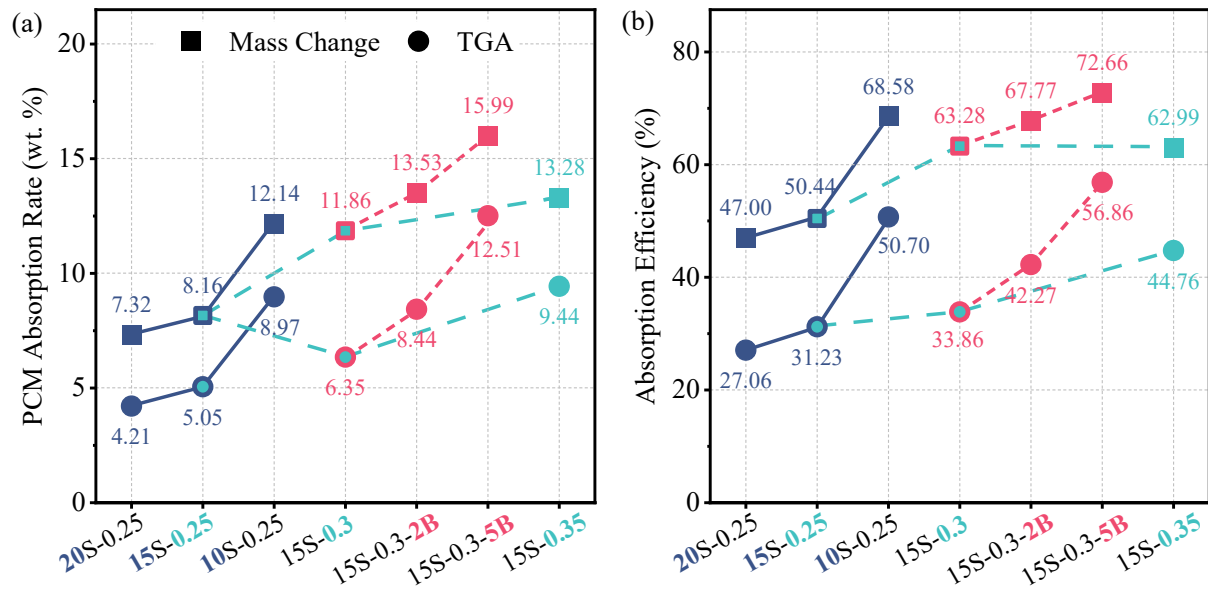 (a)
Mass Change
TGA
PCM Absorption Rate (wt. %)
20
15
10
5
0
7.32
8.16
12.14
11.86
13.53
15.99
13.28
4.21
5.05
8.97
6.35
8.44
12.51
9.44
20S-0.25
15S-0.25
10S-0.25
15S-0.3
15S-0.3-2B
15S-0.3-5B
15S-0.35
(b)
Absorption Efficiency (%)
80
60
40
20
0
47.00
50.44
68.58
63.28
67.77
72.66
62.99
27.06
31.23
50.70
33.86
42.27
56.86
44.76
20S-0.25
15S-0.25
10S-0.25
15S-0.3
15S-0.3-2B
15S-0.3-5B
15S-0.35